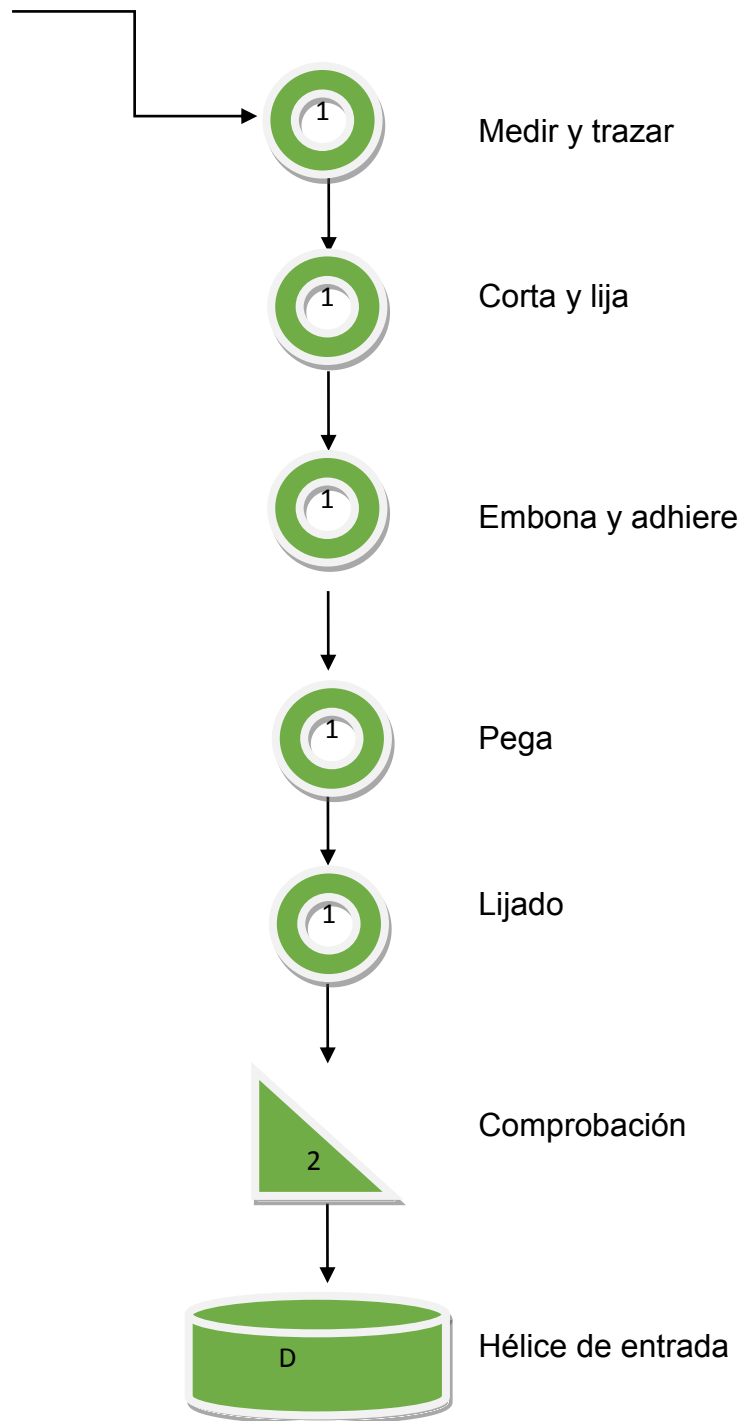 1
Medir y trazar
1
Corta y lija
1
Embona y adhiere
1
Pega
1
Lijado
2
Comprobación
D
Hélice de entrada